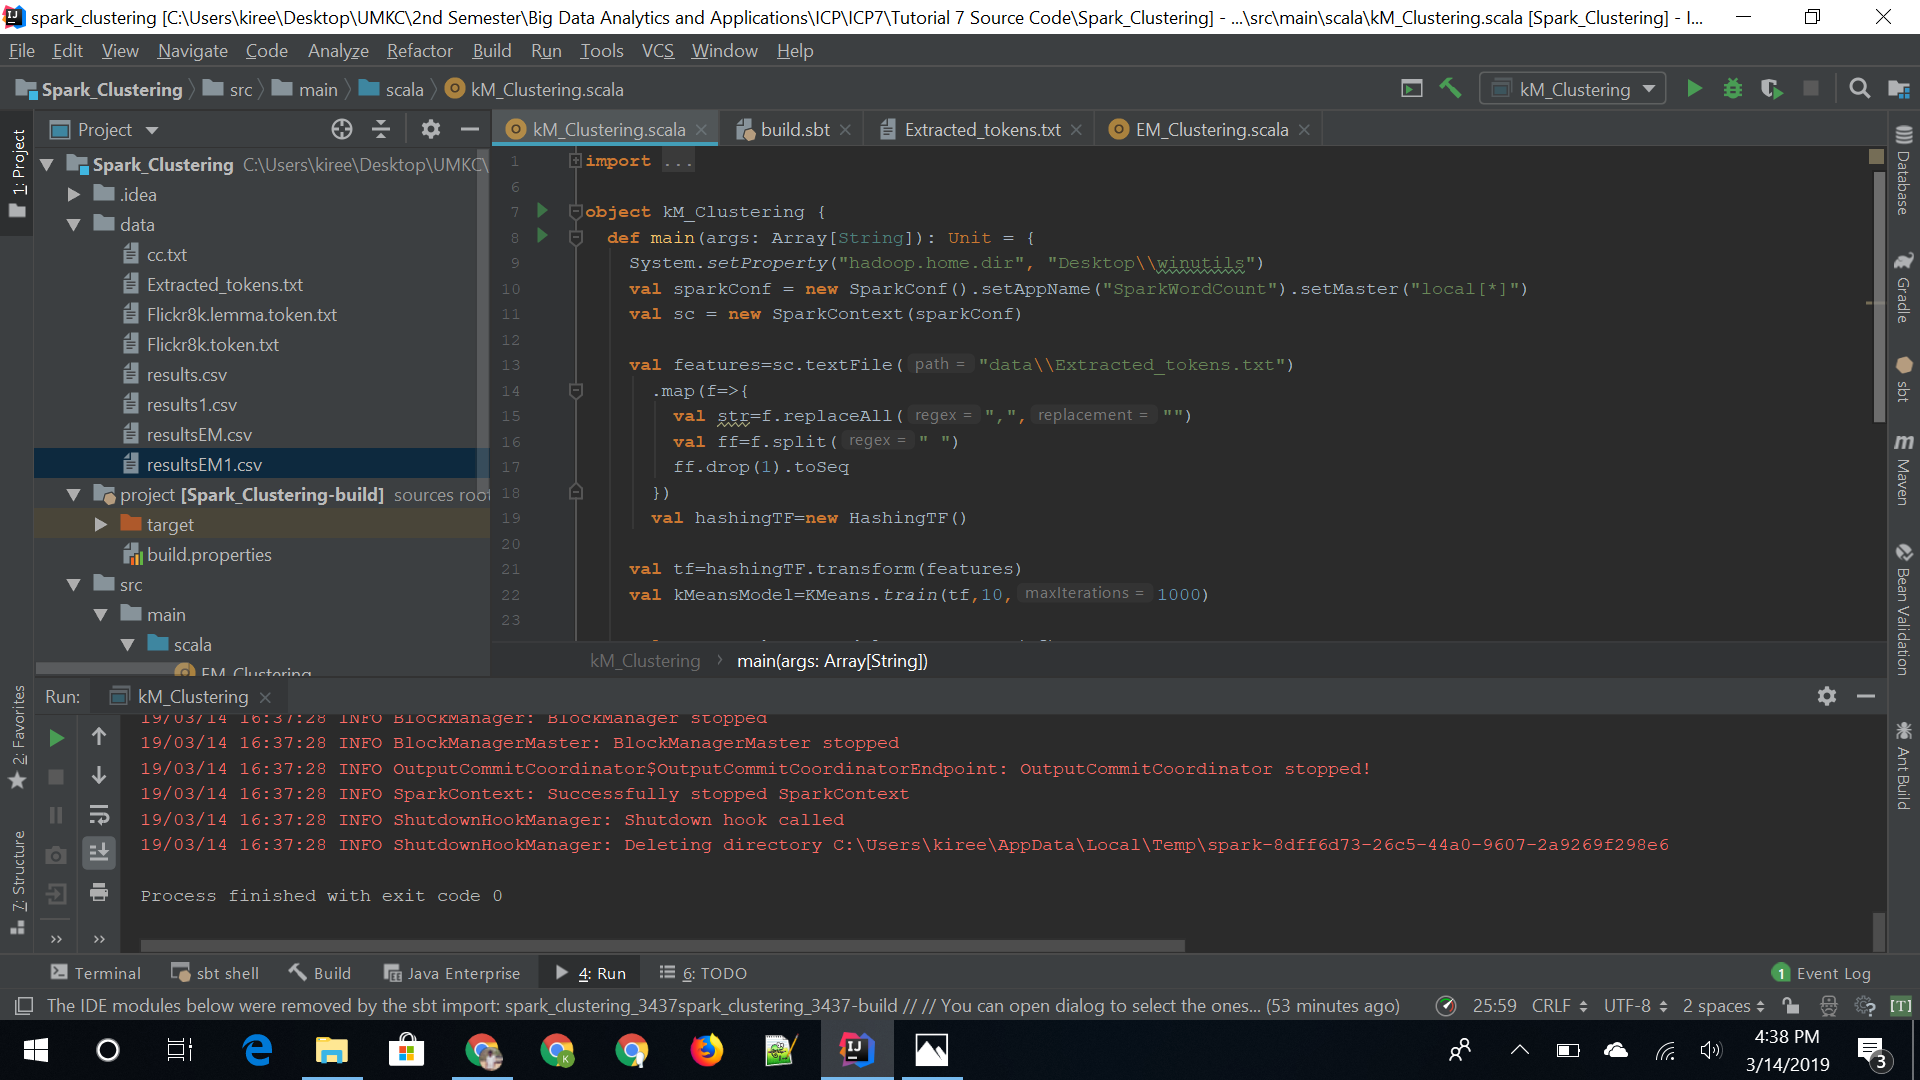 spark_clustering [C:\Users\kiree\Desktop\UMKC\2nd Semester\Big Data Analytics and Applications\ICP\ICP7\Tutorial 7 Source Code\Spark_Clustering] - ...\src\main\scala\kM_Clustering.scala [Spark_Clustering] - I...
File Edit View Navigate Code Analyze Refactor Build Run Tools VCS Window Help
Spark_Clustering src main scala kM_Clustering.scala
kM_Clustering
1: Project
Project
kM_Clustering.scala build.sbt Extracted_tokens.txt EM_Clustering.scala
Spark_Clustering C:\Users\kiree\Desktop\UMKC\
.idea
data
cc.txt
Extracted_tokens.txt
Flickr8k.lemma.token.txt
Flickr8k.token.txt
results.csv
results1.csv
resultsEM.csv
resultsEM1.csv
project [Spark_Clustering-build] sources root
target
build.properties
src
main
scala
EM_Clustering
1 import ...
6
7 object kM_Clustering {
8 def main(args: Array[String]): Unit = {
9 System.setProperty("hadoop.home.dir", "Desktop\\winutils")
10 val sparkConf = new SparkConf().setAppName("SparkWordCount").setMaster("local[*]")
11 val sc = new SparkContext(sparkConf)
12
13 val features=sc.textFile( path = "data\\Extracted_tokens.txt")
14 .map(f=>{
15 val str=f.replaceAll( regex = ",", replacement = "")
16 val ff=f.split( regex = " ")
17 ff.drop(1).toSeq
18 })
19 val hashingTF=new HashingTF()
20
21 val tf=hashingTF.transform(features)
22 val kMeansModel=KMeans.train(tf,10, maxIterations = 1000)
23
kM_Clustering › main(args: Array[String])
Database
Gradle
sbt
Maven
Bean Validation
Ant Build
2: Favorites
7: Structure
Run: kM_Clustering
19/03/14 16:37:28 INFO BlockManager: BlockManager stopped
19/03/14 16:37:28 INFO BlockManagerMaster: BlockManagerMaster stopped
19/03/14 16:37:28 INFO OutputCommitCoordinator$OutputCommitCoordinatorEndpoint: OutputCommitCoordinator stopped!
19/03/14 16:37:28 INFO SparkContext: Successfully stopped SparkContext
19/03/14 16:37:28 INFO ShutdownHookManager: Shutdown hook called
19/03/14 16:37:28 INFO ShutdownHookManager: Deleting directory C:\Users\kiree\AppData\Local\Temp\spark-8dff6d73-26c5-44a0-9607-2a9269f298e6
Process finished with exit code 0
Terminal sbt shell Build Java Enterprise 4: Run 6: TODO 1 Event Log
The IDE modules below were removed by the sbt import: spark_clustering_3437spark_clustering_3437-build // // You can open dialog to select the ones... (53 minutes ago) 25:59 CRLF UTF-8 2 spaces [T]
4:38 PM
3/14/2019
3